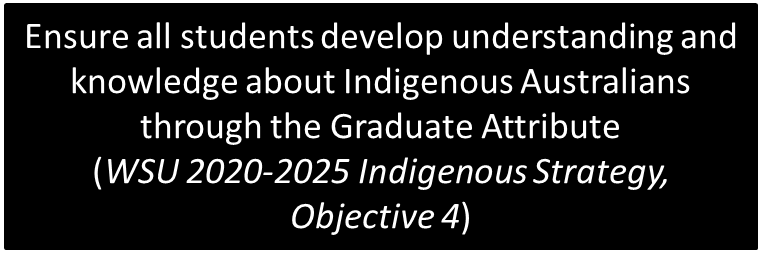 Ensure all students develop understanding and
knowledge about Indigenous Australians
through the Graduate Attribute
(WSU 2020-2025 Indigenous Strategy,
Objective 4)